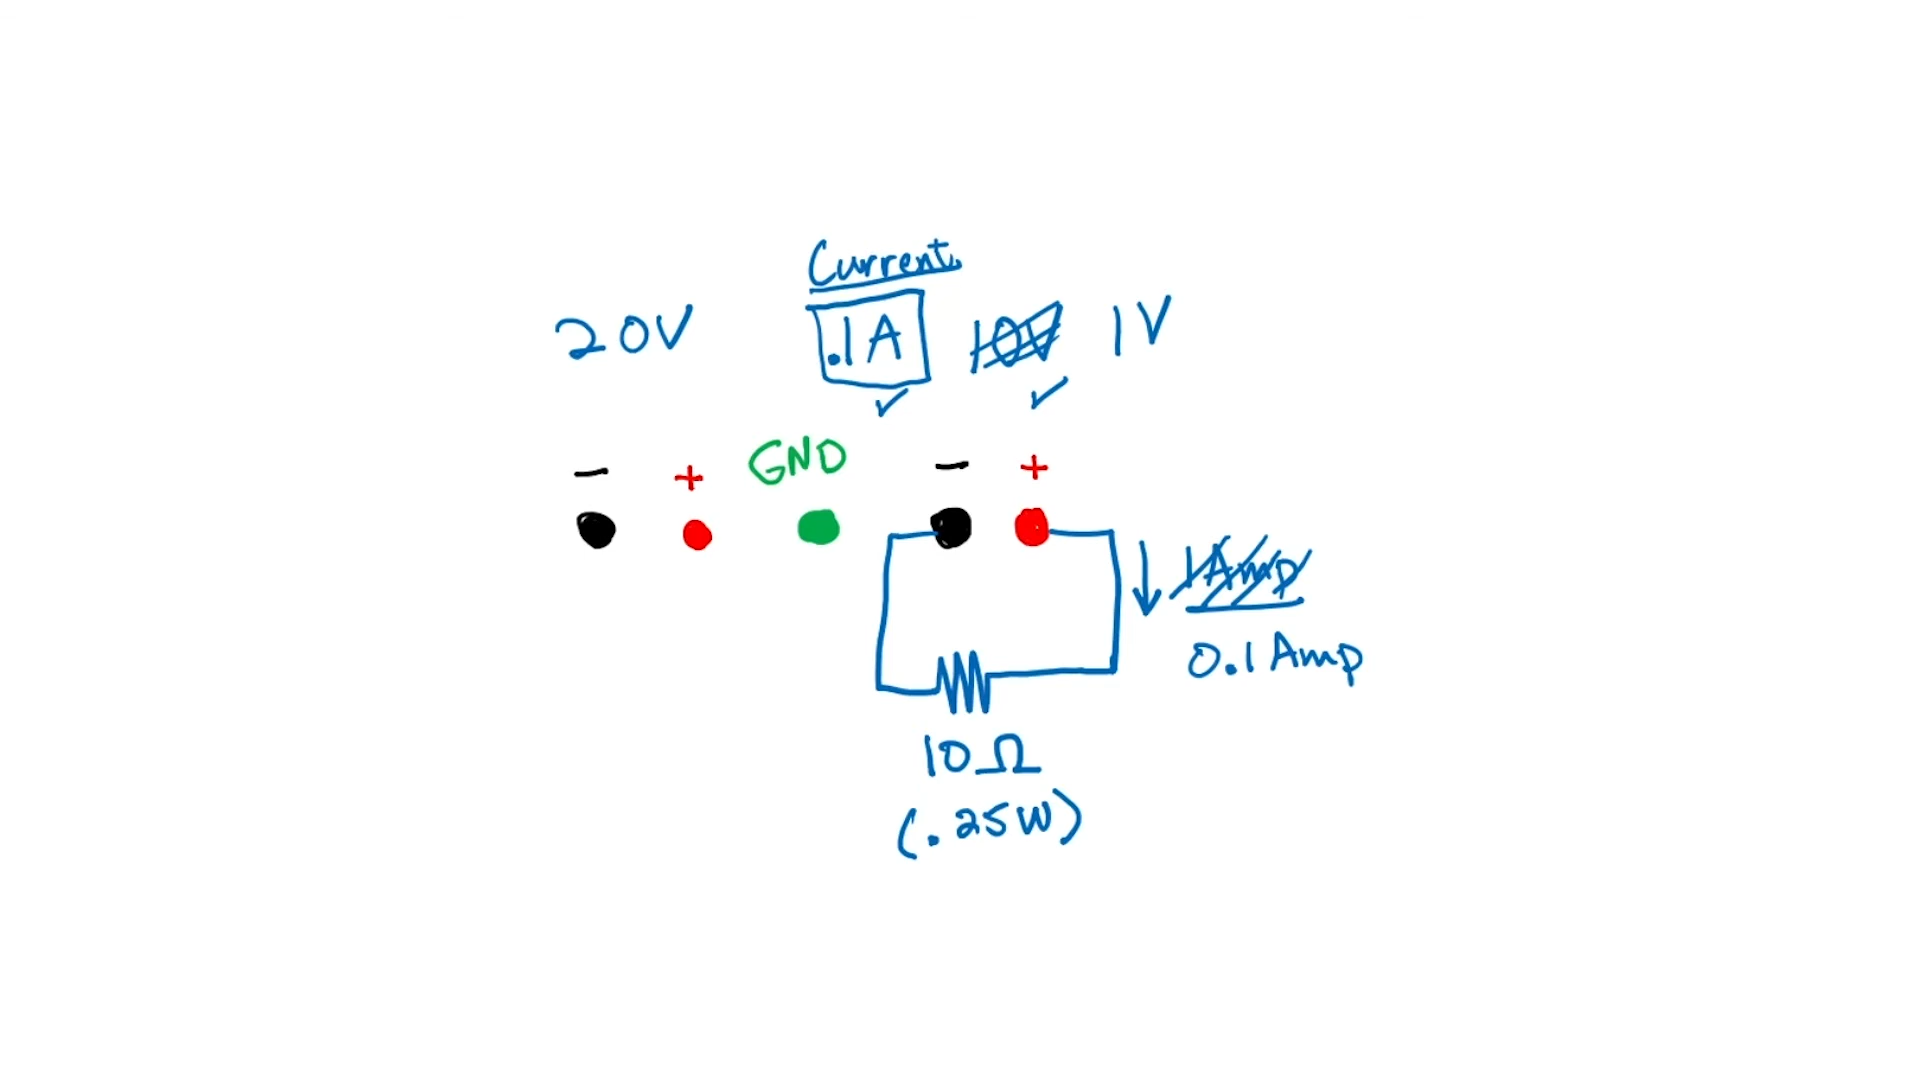 Current
20V .1A 10V 1V
- + GND - +
1Amp
0.1 Amp
10Ω
(.25W)